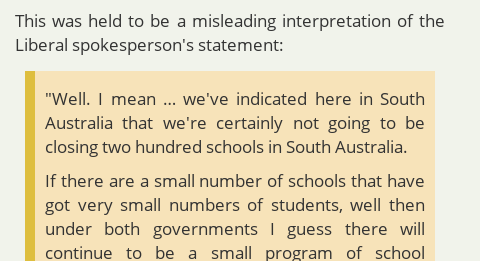 This was held to be a misleading interpretation of the
Liberal spokesperson's statement:
"Well. I mean ... we've indicated here in South
Australia that we're certainly not going to be
closing two hundred schools in South Australia.
If there are a small number of schools that have
got very small numbers of students, well then
under both governments I guess there will
continue to be a small program of school